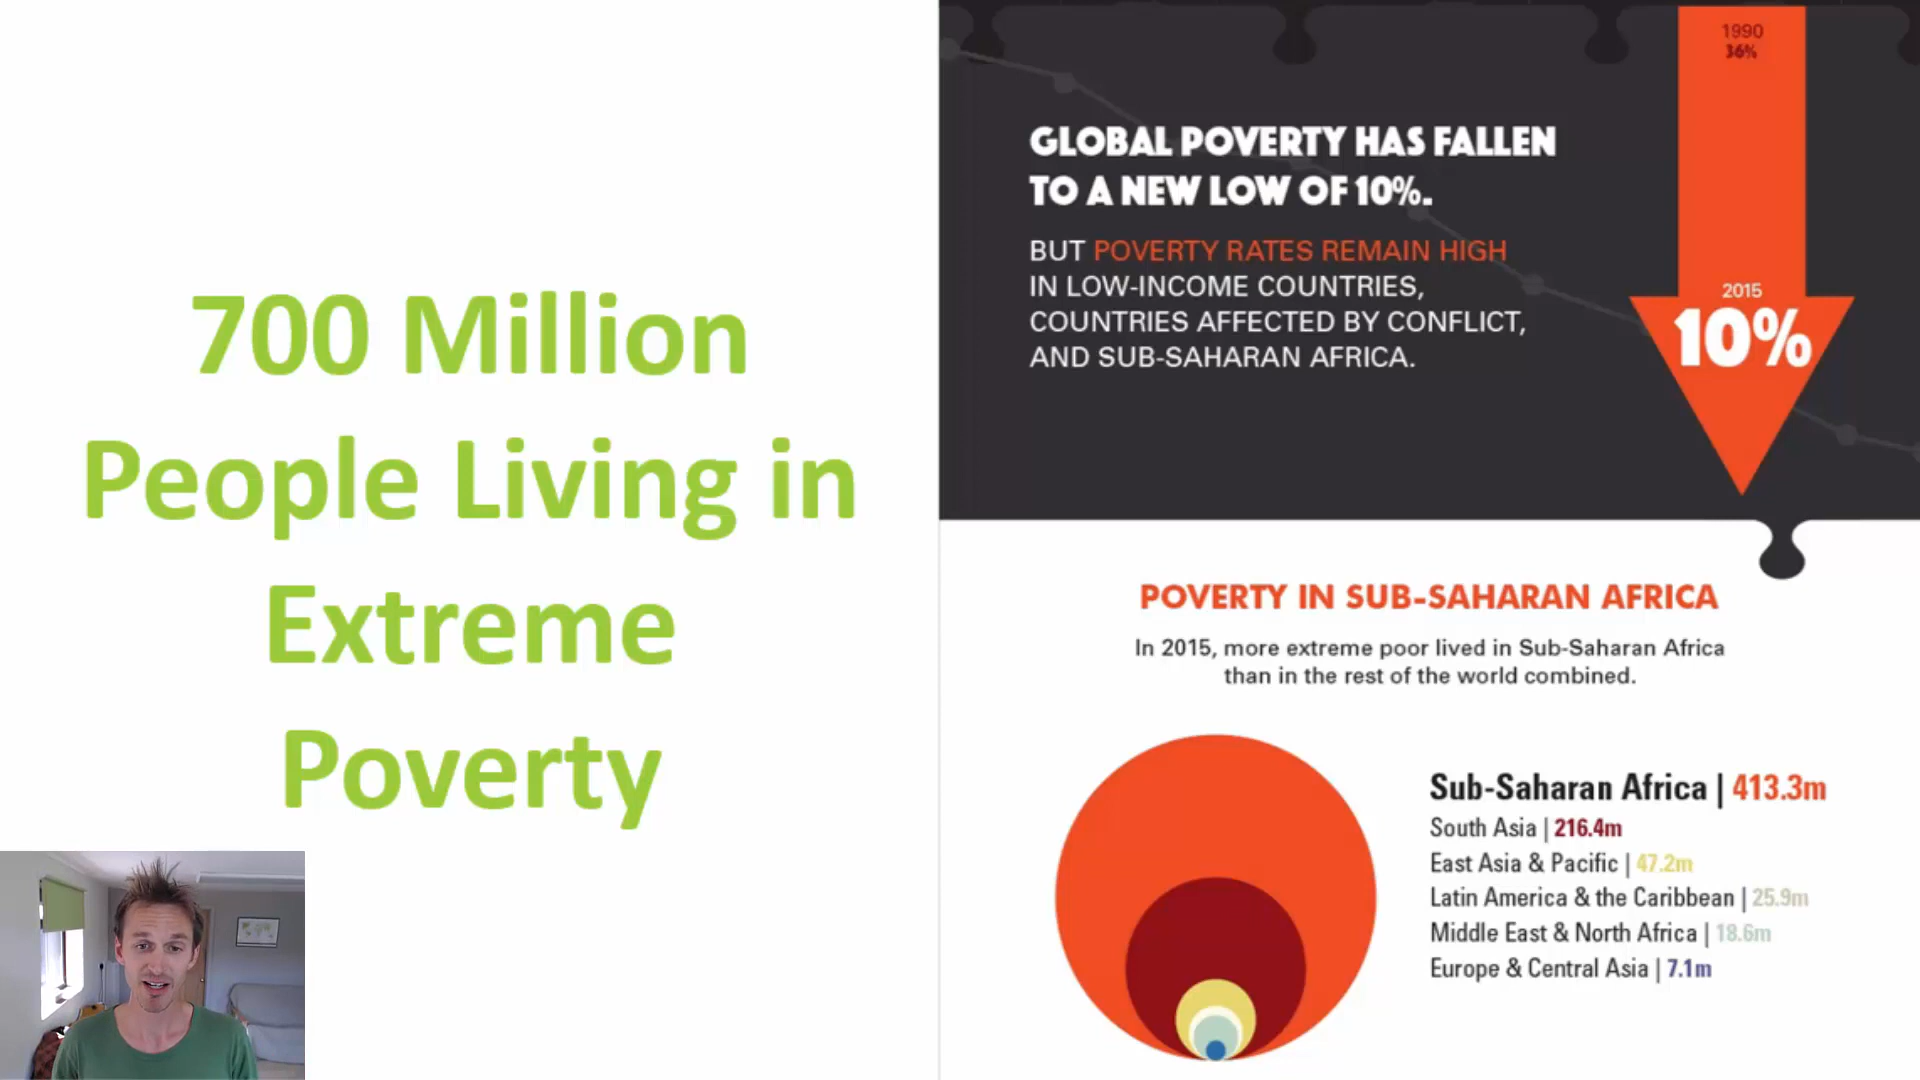 700 Million
People Living in
Extreme
Poverty
1990
36%
GLOBAL POVERTY HAS FALLEN
TO A NEW LOW OF 10%.
BUT POVERTY RATES REMAIN HIGH
IN LOW-INCOME COUNTRIES,
COUNTRIES AFFECTED BY CONFLICT,
AND SUB-SAHARAN AFRICA.
2015
10%
POVERTY IN SUB-SAHARAN AFRICA
In 2015, more extreme poor lived in Sub-Saharan Africa
than in the rest of the world combined.
Sub-Saharan Africa | 413.3m
South Asia | 216.4m
East Asia & Pacific | 47.2m
Latin America & the Caribbean | 25.9m
Middle East & North Africa | 18.6m
Europe & Central Asia | 7.1m